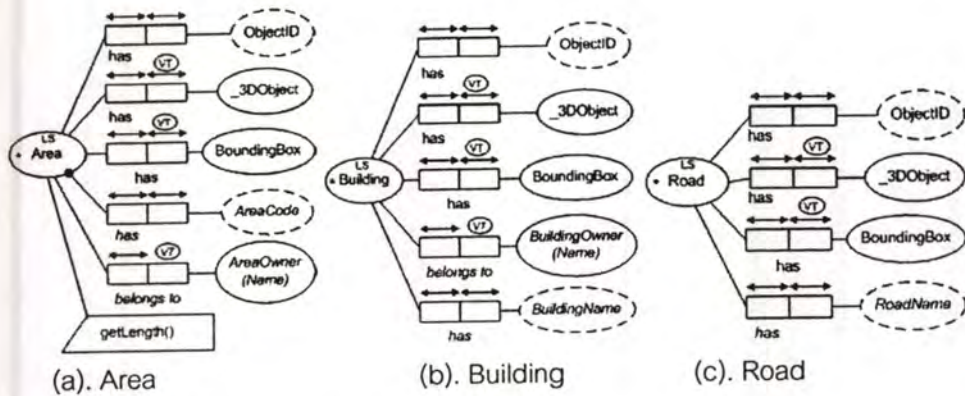 ObjectID
has
VT
_3DObject
has
VT
BoundingBox
has
LS
Area
AreaCode
has
VT
AreaOwner
(Name)
belongs to
getLength()
(a). Area
ObjectID
has
VT
_3DObject
has
VT
BoundingBox
has
LS
Building
VT
BuildingOwner
(Name)
belongs to
BuildingName
has
(b). Building
ObjectID
has
VT
_3DObject
has
LS
Road
VT
BoundingBox
has
RoadName
has
(c). Road